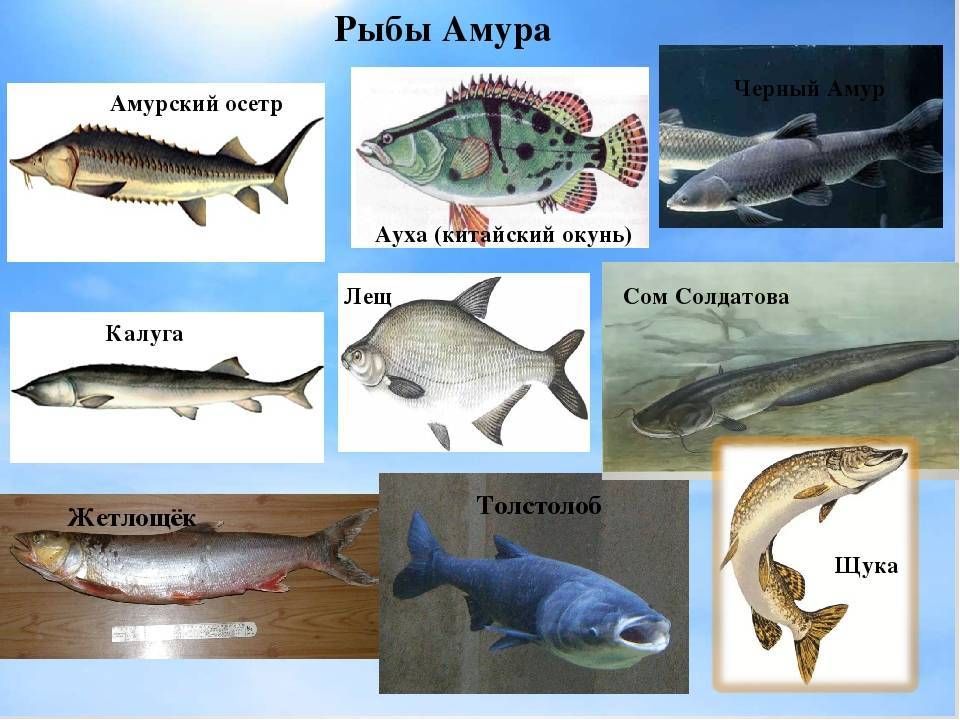 Рыбы Амура
Амурский осетр
Ауха (китайский окунь)
Черный Амур
Калуга
Лещ
Сом Солдатова
Жетлощёк
Толстолоб
Щука